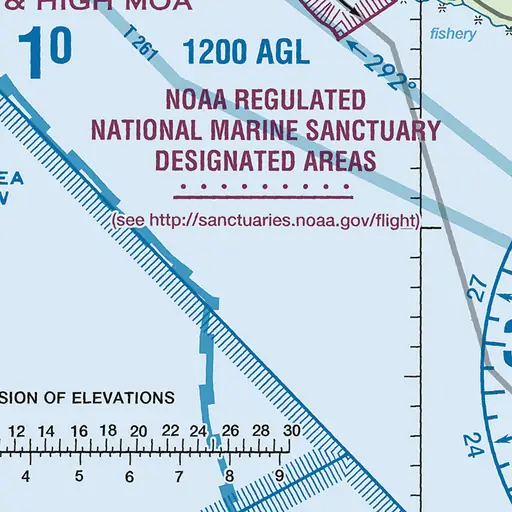 & HIGH MOA
1⁰
T 261
1200 AGL
fishery
292°
NOAA REGULATED
NATIONAL MARINE SANCTUARY
DESIGNATED AREAS
EA
W
(see http://sanctuaries.noaa.gov/flight)
27
SION OF ELEVATIONS
12 14 16 18 20 22 24 26 28 30
24
4 5 6 7 8 9